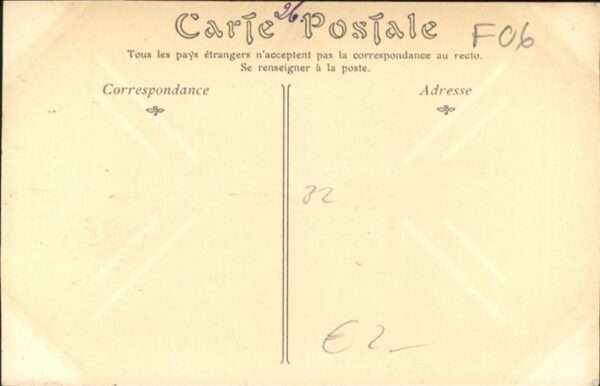 Carte Postale
26.
F06
Tous les pays étrangers n'acceptent pas la correspondance au recto.
Se renseigner à la poste.
Correspondance
Adresse
32
€ 2—